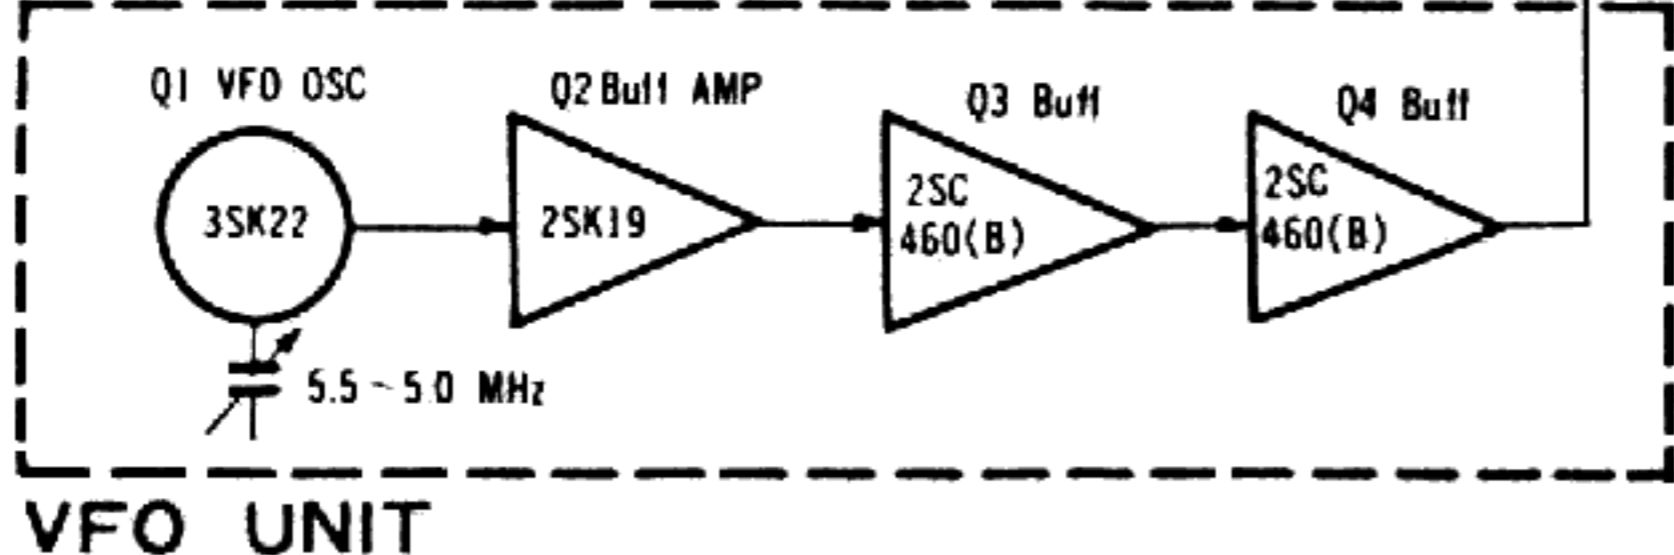 Q1 VFO OSC
Q2 Buff AMP
Q3 Buff
Q4 Buff
3SK22
2SK19
2SC
460(B)
2SC
460(B)
5.5~5.0 MHz
VFO UNIT